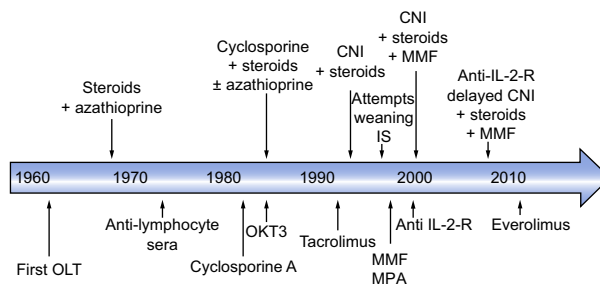 Steroids
+ azathioprine
Cyclosporine
+ steroids
± azathioprine
CNI
+ steroids
Attempts
weaning
IS
CNI
+ steroids
+ MMF
Anti-IL-2-R
delayed CNI
+ steroids
+ MMF
1960 1970 1980 1990 2000 2010
First OLT
Anti-lymphocyte
sera
Cyclosporine A
OKT3
Tacrolimus
MMF
MPA
Anti IL-2-R
Everolimus